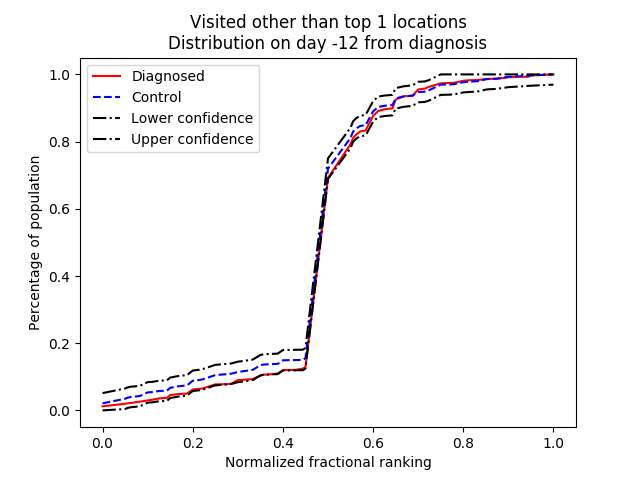 Visited other than top 1 locations
Distribution on day -12 from diagnosis
Diagnosed
Control
Lower confidence
Upper confidence
1.0
0.8
0.6
0.4
0.2
0.0
Percentage of population
0.0 0.2 0.4 0.6 0.8 1.0
Normalized fractional ranking